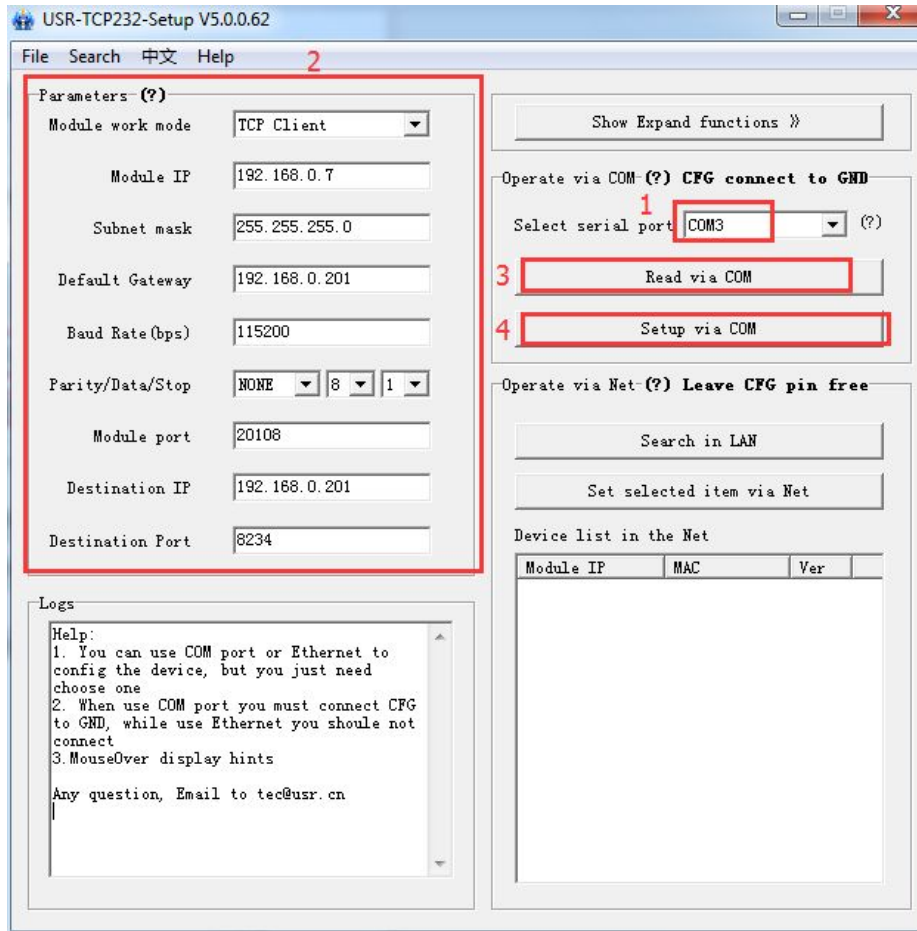 USR-TCP232-Setup V5.0.0.62
File Search 中文 Help
2
Parameters (?)
Module work mode TCP Client
Module IP 192.168.0.7
Subnet mask 255.255.255.0
Default Gateway 192.168.0.201
Baud Rate(bps) 115200
Parity/Data/Stop NONE 8 1
Module port 20108
Destination IP 192.168.0.201
Destination Port 8234
Logs
Help:
1. You can use COM port or Ethernet to
config the device, but you just need
choose one
2. When use COM port you must connect CFG
to GND, while use Ethernet you shoule not
connect
3.MouseOver display hints
Any question, Email to tec@usr.cn
Show Expand functions 》
Operate via COM (?) CFG connect to GND
1
Select serial port COM3 (?)
3 Read via COM
4 Setup via COM
Operate via Net (?) Leave CFG pin free
Search in LAN
Set selected item via Net
Device list in the Net
Module IP MAC Ver